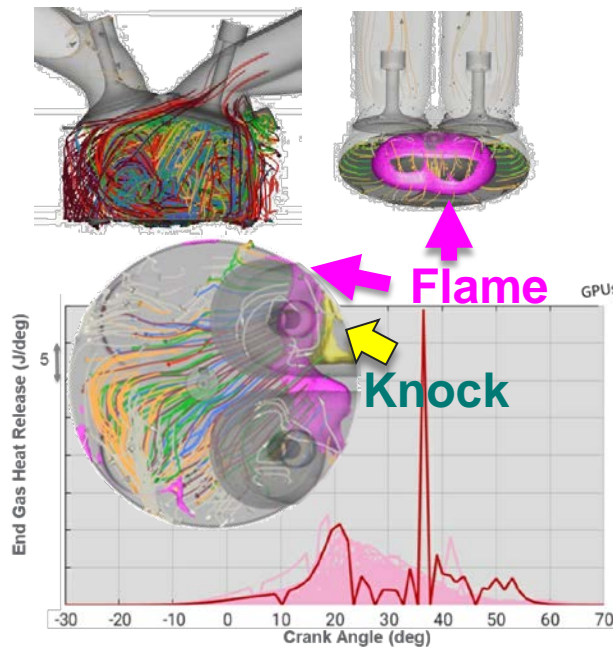 Flame
GPUs
Knock
5
End Gas Heat Release (J/deg)
-30 -20 -10 0 10 20 30 40 50 60 70
Crank Angle (deg)